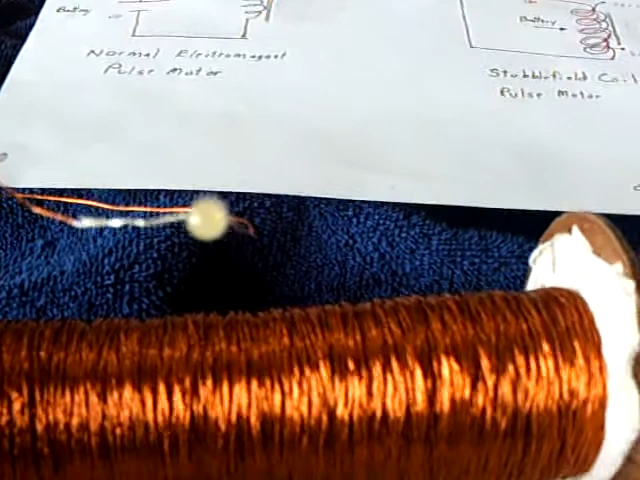 Battery
Normal Electromagnet
Pulse Motor
Battery
Stubblefield Coil
Pulse Motor